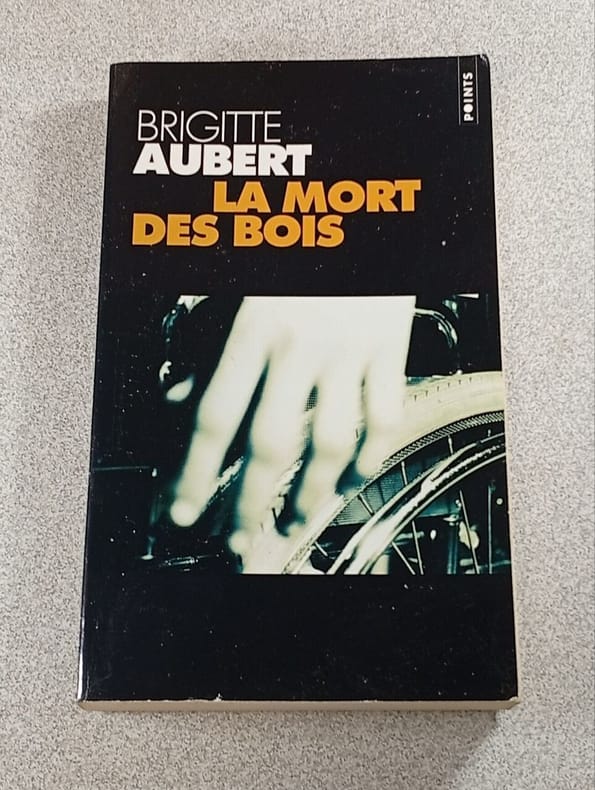 POINTS
BRIGITTE
AUBERT
LA MORT
DES BOIS